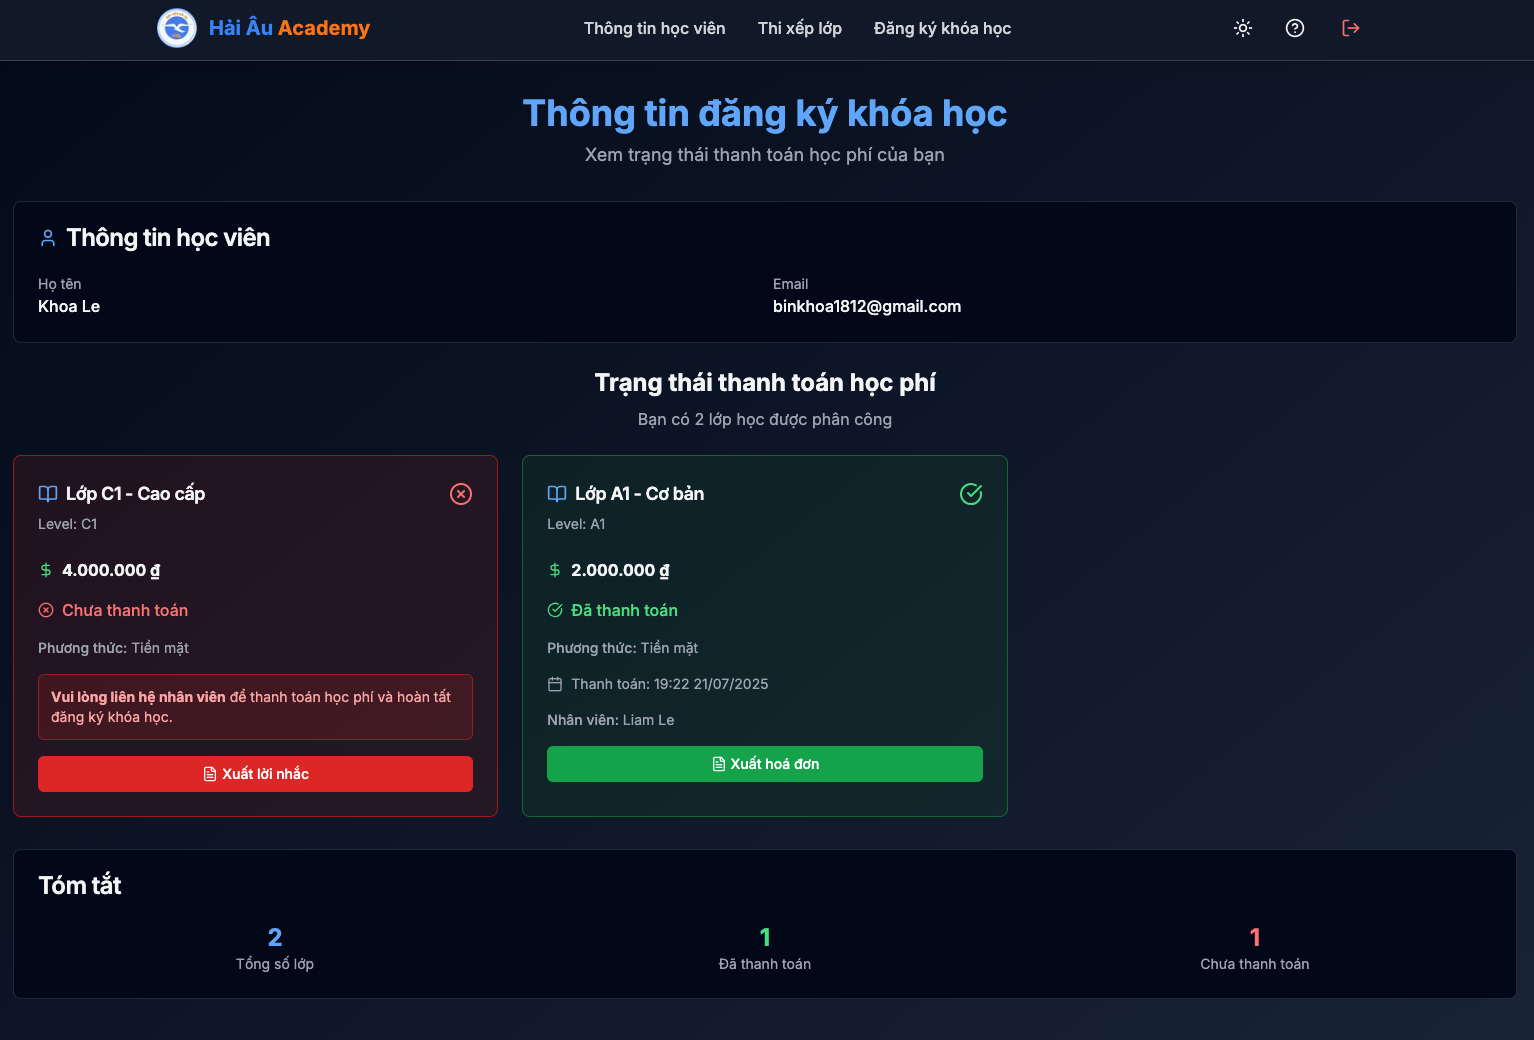 Hải Âu Academy
Thông tin học viên
Thi xếp lớp
Đăng ký khóa học
Thông tin đăng ký khóa học
Xem trạng thái thanh toán học phí của bạn
Thông tin học viên
Họ tên
Khoa Le
Email
binkhoa1812@gmail.com
Trạng thái thanh toán học phí
Bạn có 2 lớp học được phân công
Lớp C1 - Cao cấp
Level: C1
4.000.000 ₫
Chưa thanh toán
Phương thức: Tiền mặt
Vui lòng liên hệ nhân viên để thanh toán học phí và hoàn tất
đăng ký khóa học.
Xuất lời nhắc
Lớp A1 - Cơ bản
Level: A1
2.000.000 ₫
Đã thanh toán
Phương thức: Tiền mặt
Thanh toán: 19:22 21/07/2025
Nhân viên: Liam Le
Xuất hoá đơn
Tóm tắt
2
Tổng số lớp
1
Đã thanh toán
1
Chưa thanh toán